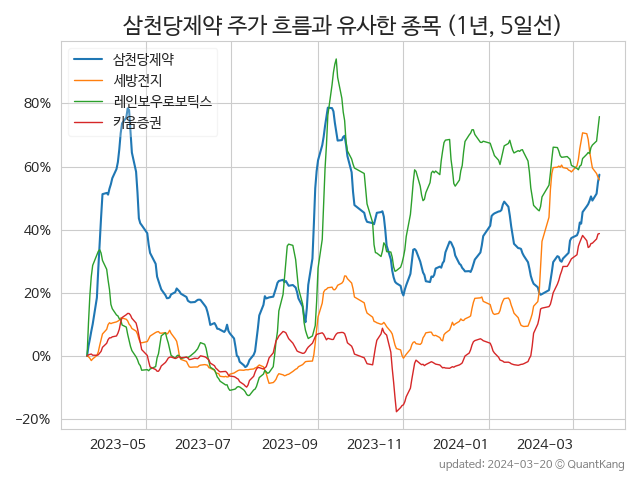 삼천당제약 주가 흐름과 유사한 종목 (1년, 5일선)
삼천당제약
세방전지
레인보우로보틱스
키움증권
80%
60%
40%
20%
0%
−20%
2023-05
2023-07
2023-09
2023-11
2024-01
2024-03
updated: 2024-03-20 © QuantKang